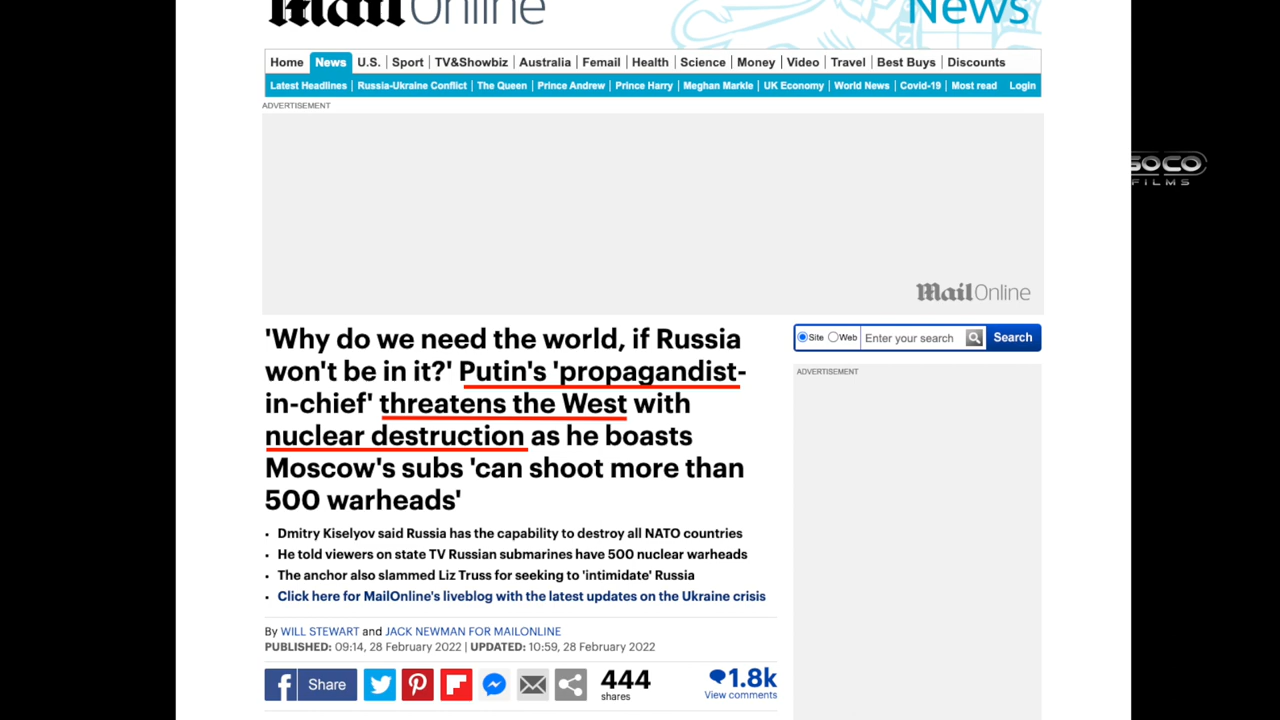 Mail Online
News
Home News U.S. Sport TV&Showbiz Australia Femail Health Science Money Video Travel Best Buys Discounts
Latest Headlines Russia-Ukraine Conflict The Queen Prince Andrew Prince Harry Meghan Markle UK Economy World News Covid-19 Most read Login
ADVERTISEMENT
SOCO
FILMS
Mail Online
'Why do we need the world, if Russia
won't be in it?' Putin's 'propagandist-
in-chief' threatens the West with
nuclear destruction as he boasts
Moscow's subs 'can shoot more than
500 warheads'
Site Web Enter your search Search
ADVERTISEMENT
• Dmitry Kiselyov said Russia has the capability to destroy all NATO countries
• He told viewers on state TV Russian submarines have 500 nuclear warheads
• The anchor also slammed Liz Truss for seeking to 'intimidate' Russia
• Click here for MailOnline's liveblog with the latest updates on the Ukraine crisis
By WILL STEWART and JACK NEWMAN FOR MAILONLINE
PUBLISHED: 09:14, 28 February 2022 | UPDATED: 10:59, 28 February 2022
Share
444
shares
1.8k
View comments